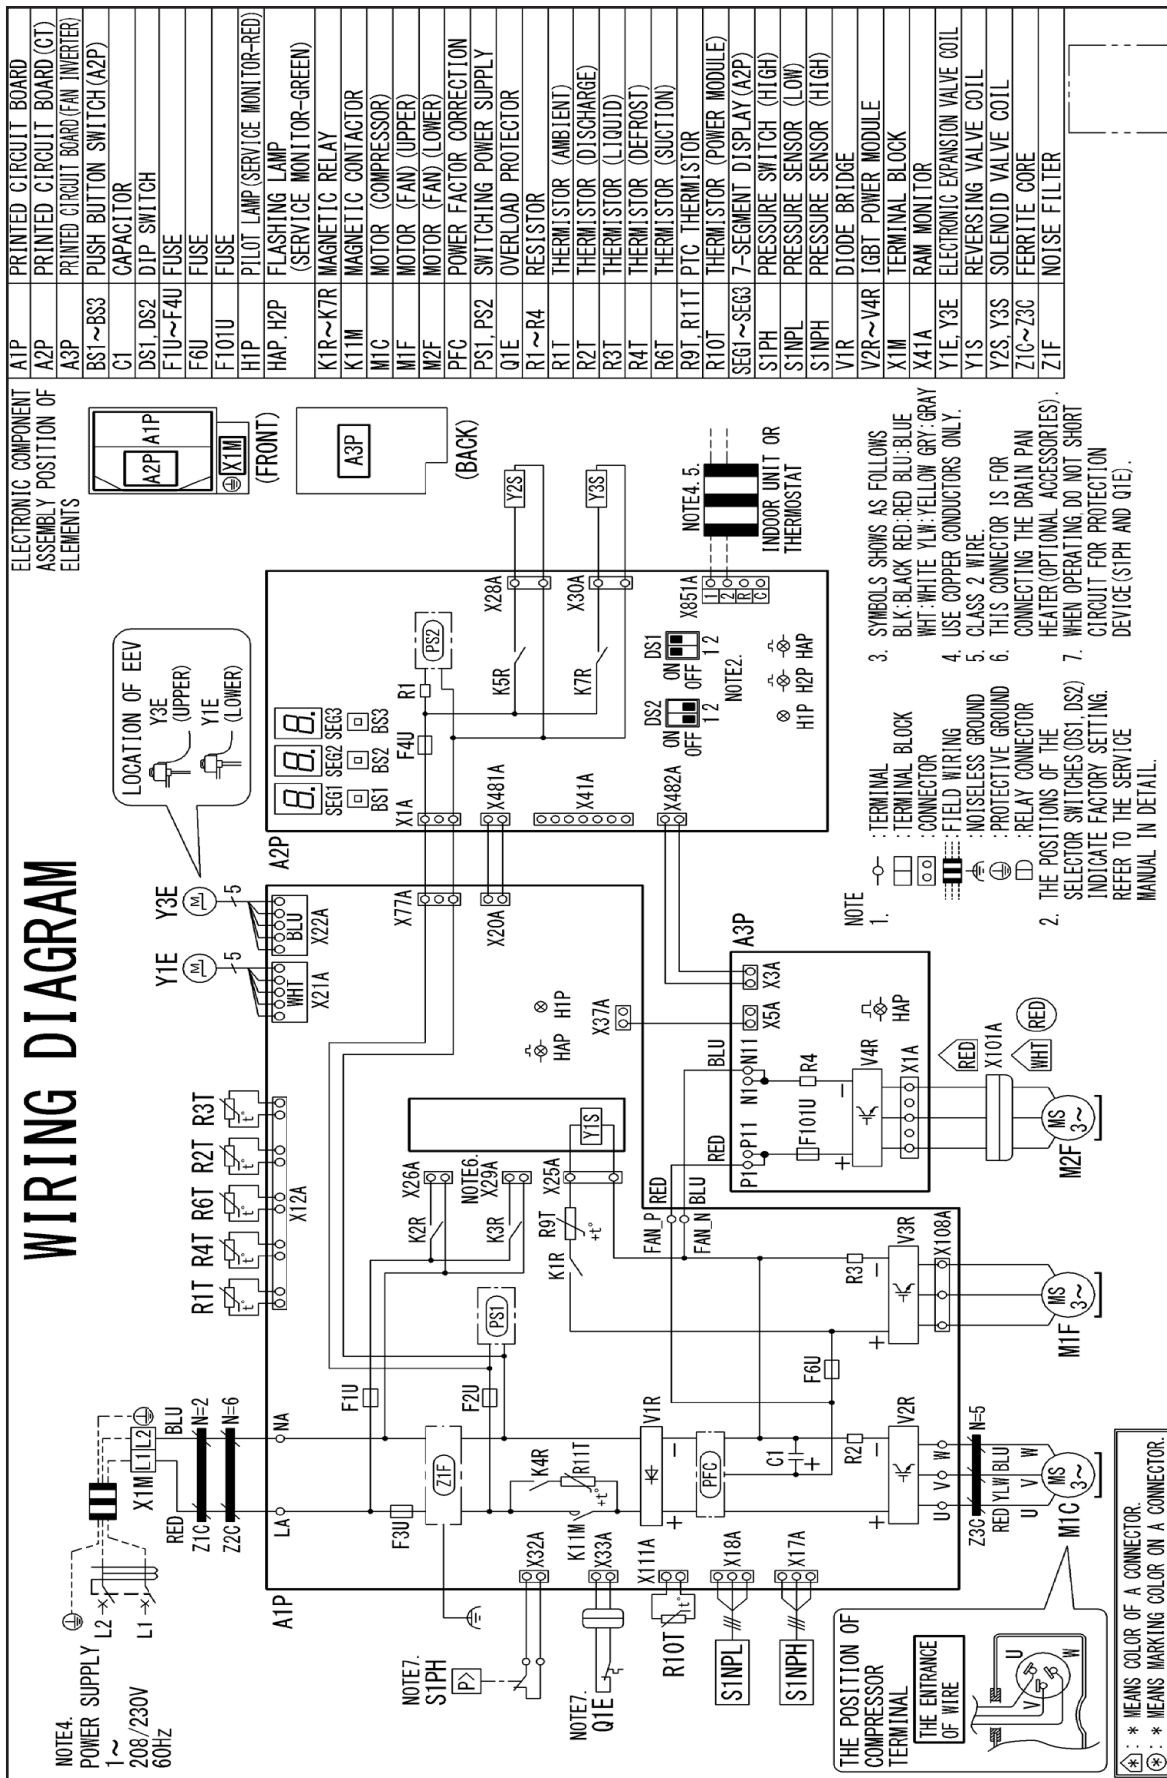 WIRING DIAGRAM
NOTE4.
POWER SUPPLY
1~
208/230V
60Hz
L2
L1
X1M
L1 L2
RED
BLU
Z1C
N=2
Z2C
N=6
LA
NA
A1P
R1T
R4T
R6T
R2T
R3T
t°
t°
t°
t°
t°
X12A
Y1E
Y3E
M
M
5
5
WHT
BLU
X21A
X22A
LOCATION OF EEV
Y3E
(UPPER)
Y1E
(LOWER)
F1U
F3U
Z1F
F2U
PS1
K2R
X26A
NOTE6.
K3R
X29A
K1R
R9T
+t°
X25A
Y1S
HAP
H1P
X37A
X77A
X20A
NOTE7.
S1PH
P>
X32A
NOTE7.
Q1E
X33A
K11M
K4R
R11T
+t°
X111A
R10T
t°
S1NPL
X18A
S1NPH
X17A
V1R
+
−
PFC
C1
+
R2
V2R
+
−
F6U
R3
V3R
+
−
X108A
FAN_P
FAN_N
RED
BLU
U
V
W
Z3C
N=5
RED
YLW
BLU
U
V
W
M1C
MS
3~
M1F
MS
3~
A3P
RED
BLU
P1
P11
N1
N11
F101U
R4
+
−
V4R
X1A
X5A
X3A
HAP
RED
X101A
WHT
RED
M2F
MS
3~
A2P
SEG1
SEG2
SEG3
BS1
BS2
BS3
X1A
F4U
R1
PS2
K5R
X28A
Y2S
K7R
X30A
Y3S
X481A
X41A
X482A
DS2
DS1
ON
OFF
1 2
ON
OFF
1 2
NOTE2.
H1P
H2P
HAP
X851A
1
2
R
C
NOTE4. 5.
INDOOR UNIT OR
THERMOSTAT
THE POSITION OF
COMPRESSOR
TERMINAL
THE ENTRANCE
OF WIRE
U
V
W
* : * MEANS COLOR OF A CONNECTOR.
* : * MEANS MARKING COLOR ON A CONNECTOR.
NOTE
1.
:TERMINAL
:TERMINAL BLOCK
:CONNECTOR
:FIELD WIRING
:NOISELESS GROUND
:PROTECTIVE GROUND
:RELAY CONNECTOR
2. THE POSITIONS OF THE
SELECTOR SWITCHES(DS1, DS2)
INDICATE FACTORY SETTING.
REFER TO THE SERVICE
MANUAL IN DETAIL.
3. SYMBOLS SHOWS AS FOLLOWS
BLK:BLACK RED:RED BLU:BLUE
WHT:WHITE YLW:YELLOW GRY:GRAY
4. USE COPPER CONDUCTORS ONLY.
5. CLASS 2 WIRE.
6. THIS CONNECTOR IS FOR
CONNECTING THE DRAIN PAN
HEATER(OPTIONAL ACCESSORIES).
7. WHEN OPERATING, DO NOT SHORT
CIRCUIT FOR PROTECTION
DEVICE(S1PH AND Q1E).
ELECTRONIC COMPONENT
ASSEMBLY POSITION OF
ELEMENTS
A2P
A1P
X1M
(FRONT)
A3P
(BACK)
A1P PRINTED CIRCUIT BOARD
A2P PRINTED CIRCUIT BOARD(CT)
A3P PRINTED CIRCUIT BOARD(FAN INVERTER)
BS1~BS3 PUSH BUTTON SWITCH(A2P)
C1 CAPACITOR
DS1, DS2 DIP SWITCH
F1U~F4U FUSE
F6U FUSE
F101U FUSE
H1P PILOT LAMP(SERVICE MONITOR-RED)
HAP, H2P FLASHING LAMP
(SERVICE MONITOR-GREEN)
K1R~K7R MAGNETIC RELAY
K11M MAGNETIC CONTACTOR
M1C MOTOR (COMPRESSOR)
M1F MOTOR (FAN)(UPPER)
M2F MOTOR (FAN)(LOWER)
PFC POWER FACTOR CORRECTION
PS1, PS2 SWITCHING POWER SUPPLY
Q1E OVERLOAD PROTECTOR
R1~R4 RESISTOR
R1T THERMISTOR (AMBIENT)
R2T THERMISTOR (DISCHARGE)
R3T THERMISTOR (LIQUID)
R4T THERMISTOR (DEFROST)
R6T THERMISTOR (SUCTION)
R9T, R11T PTC THERMISTOR
R10T THERMISTOR (POWER MODULE)
SEG1~SEG3 7-SEGMENT DISPLAY(A2P)
S1PH PRESSURE SWITCH (HIGH)
S1NPL PRESSURE SENSOR (LOW)
S1NPH PRESSURE SENSOR (HIGH)
V1R DIODE BRIDGE
V2R~V4R IGBT POWER MODULE
X1M TERMINAL BLOCK
X41A RAM MONITOR
Y1E, Y3E ELECTRONIC EXPANSION VALVE COIL
Y1S REVERSING VALVE COIL
Y2S, Y3S SOLENOID VALVE COIL
Z1C~Z3C FERRITE CORE
Z1F NOISE FILTER